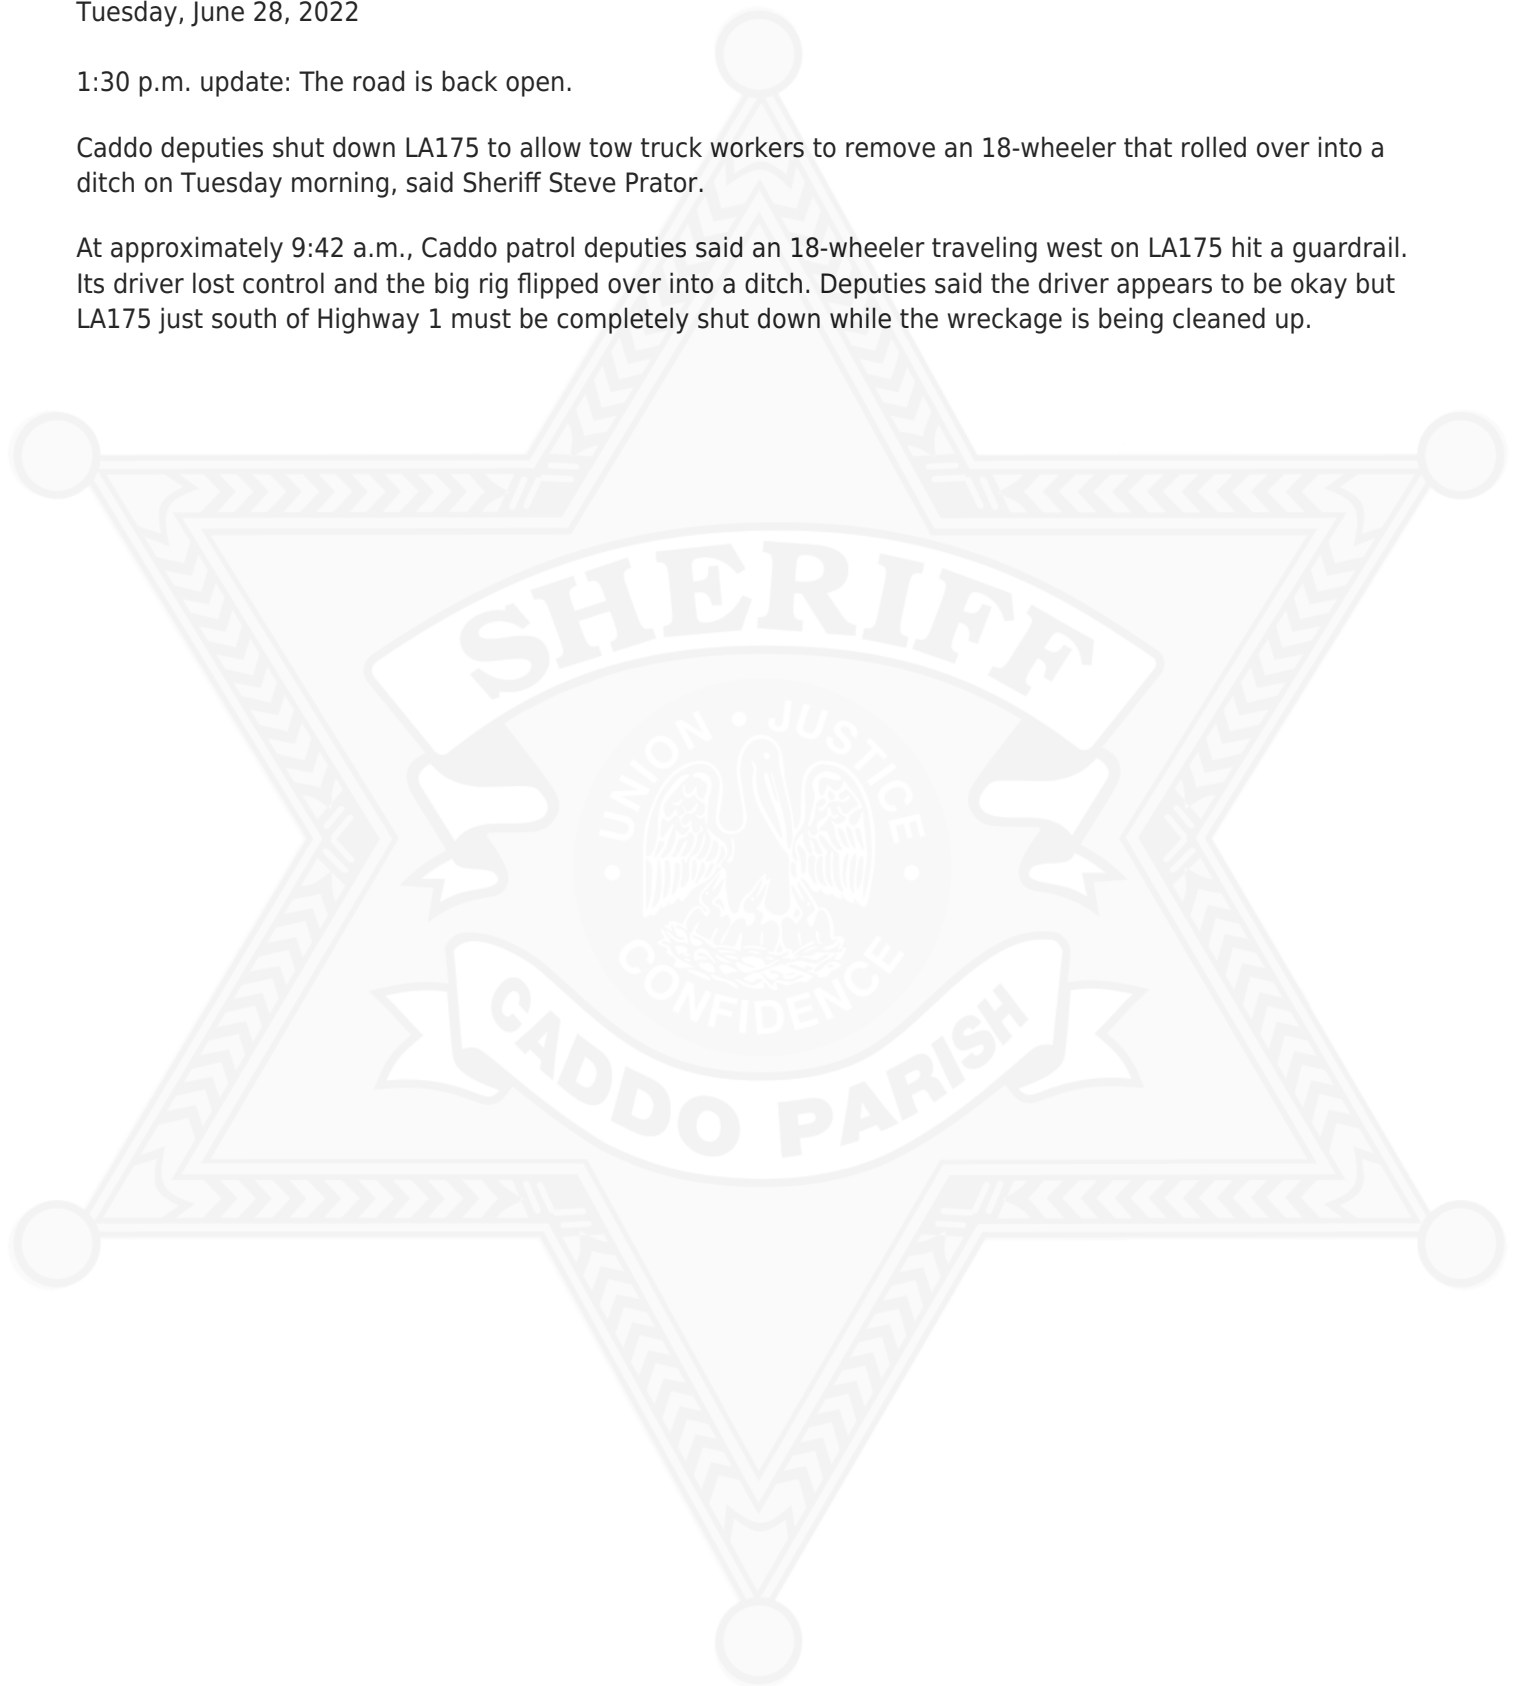 Tuesday, June 28, 2022
1:30 p.m. update: The road is back open.
Caddo deputies shut down LA175 to allow tow truck workers to remove an 18-wheeler that rolled over into a
ditch on Tuesday morning, said Sheriff Steve Prator.
At approximately 9:42 a.m., Caddo patrol deputies said an 18-wheeler traveling west on LA175 hit a guardrail.
Its driver lost control and the big rig flipped over into a ditch. Deputies said the driver appears to be okay but
LA175 just south of Highway 1 must be completely shut down while the wreckage is being cleaned up.
SHERIFF
UNION • JUSTICE
• CONFIDENCE •
CADDO PARISH